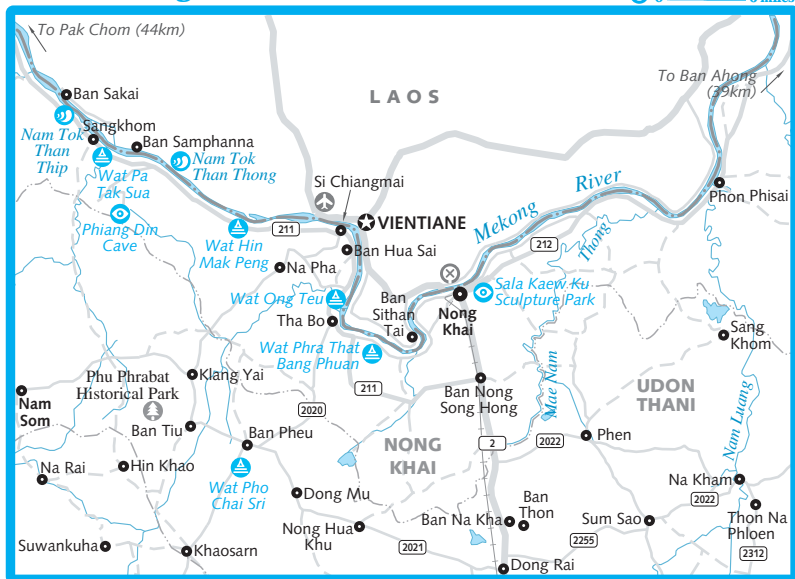 To Pak Chom (44km)
To Ban Ahong
(39km)
LAOS
Ban Sakai
Nam Tok
Than
Thip
Sangkhom
Ban Samphanna
Nam Tok
Than Thong
Wat Pa
Tak Sua
Phiang Din
Cave
Si Chiangmai
VIENTIANE
211
Wat Hin
Mak Peng
Ban Hua Sai
Na Pha
Mekong
River
Phon Phisai
212
Thong
Wat Ong Teu
Tha Bo
Ban
Sithan
Tai
Nong
Khai
Sala Kaew Ku
Sculpture Park
Wat Phra That
Bang Phuan
Sang
Khom
Phu Phrabat
Historical Park
Klang Yai
211
Ban Nong
Song Hong
Mae Nam
UDON
THANI
Nam Luang
Nam
Som
2020
Ban Tiu
Ban Pheu
NONG
KHAI
2
2022
Phen
Na Rai
Hin Khao
Wat Pho
Chai Sri
Dong Mu
Na Kham
2022
Nong Hua
Khu
Ban Na Kha
Ban
Thon
Sum Sao
Thon Na
Phloen
Suwankuha
Khaosarn
2021
2255
2312
Dong Rai